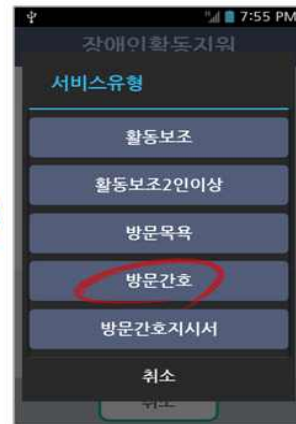 7:55 PM
장애인활동지원
서비스유형
활동보조
활동보조2인이상
방문목욕
방문간호
방문간호지시서
취소
취소